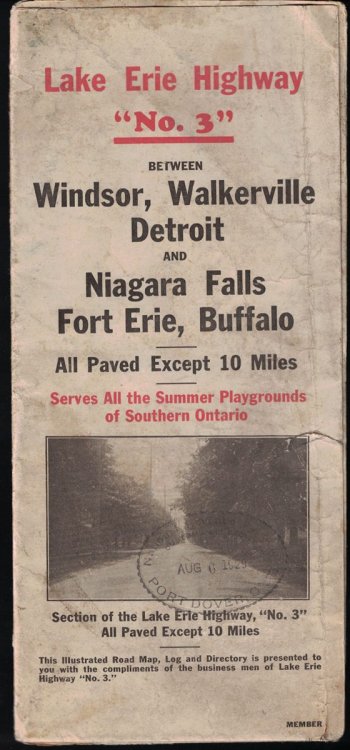 Lake Erie Highway
"No. 3"
BETWEEN
Windsor, Walkerville
Detroit
AND
Niagara Falls
Fort Erie, Buffalo
All Paved Except 10 Miles
Serves All the Summer Playgrounds
of Southern Ontario
AUG 6
PORT DOVER
Section of the Lake Erie Highway, "No. 3"
All Paved Except 10 Miles
This Illustrated Road Map, Log and Directory is presented to
you with the compliments of the business men of Lake Erie
Highway "No. 3."
MEMBER